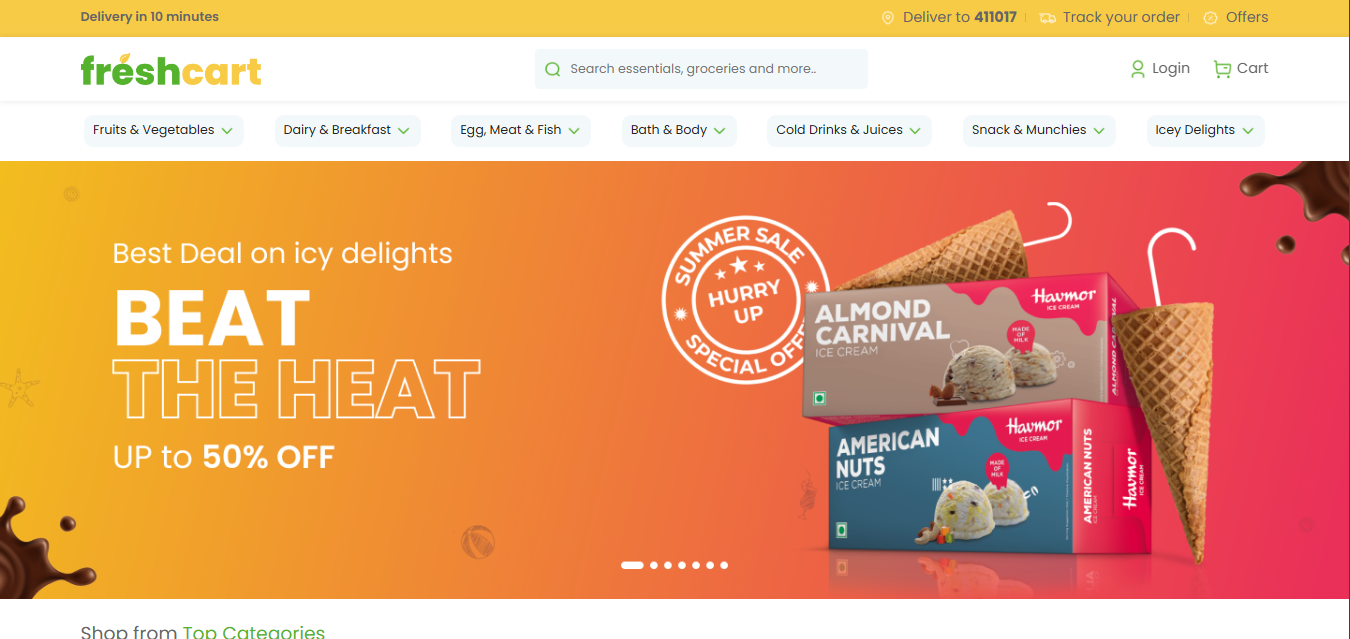 Delivery in 10 minutes
Deliver to 411017
Track your order
Offers
freshcart
Search essentials, groceries and more..
Login
Cart
Fruits & Vegetables
Dairy & Breakfast
Egg, Meat & Fish
Bath & Body
Cold Drinks & Juices
Snack & Munchies
Icey Delights
Best Deal on icy delights
BEAT
THE HEAT
UP to 50% OFF
SUMMER SALE
HURRY
UP
SPECIAL OFF
ALMOND
CARNIVAL
ICE CREAM
Havmor
ICE CREAM
MADE
OF
MILK
ALMOND CARNIVAL
AMERICAN
NUTS
ICE CREAM
Havmor
ICE CREAM
MADE
OF
MILK
AMERICAN NUTS
ICE CREAM
Havmor
ICE CREAM
Shop from Top Categories